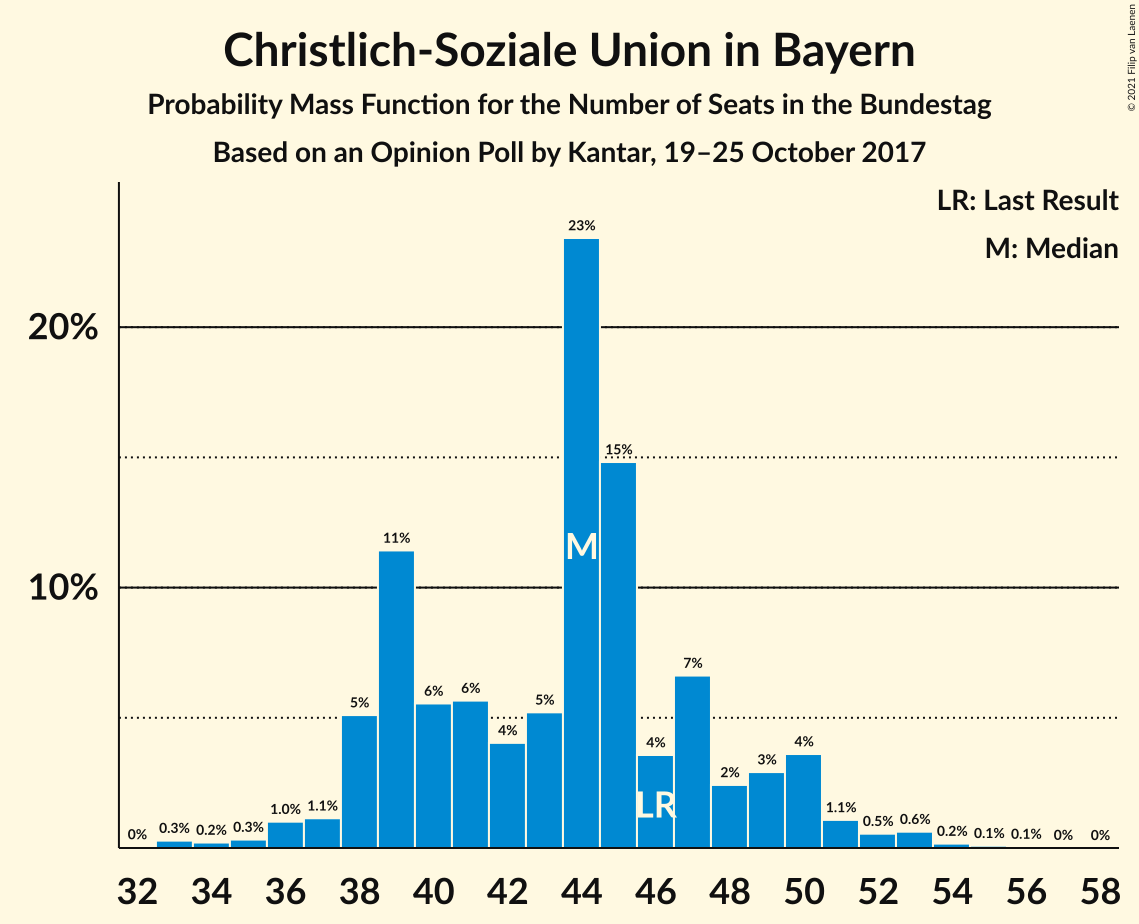 Christlich-Soziale Union in Bayern
Probability Mass Function for the Number of Seats in the Bundestag
Based on an Opinion Poll by Kantar, 19–25 October 2017
© 2021 Filip van Laenen
LR: Last Result
M: Median
20%
10%
0% 0.3% 0.2% 0.3% 1.0% 1.1% 5% 11% 6% 6% 4% 5% 23% 15% 4% 7% 2% 3% 4% 1.1% 0.5% 0.6% 0.2% 0.1% 0.1% 0% 0%
M
LR
32 34 36 38 40 42 44 46 48 50 52 54 56 58